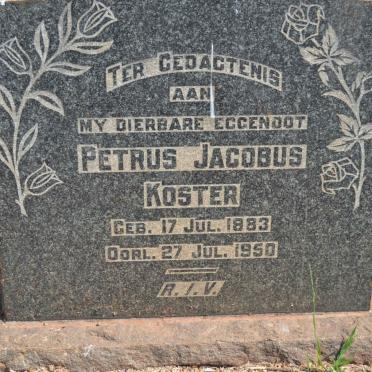 TER GEDAGTENIS
AAN
MY DIERBARE EGGENOOT
PETRUS JACOBUS
KOSTER
GEB. 17 JUL. 1883
OORL. 27 JUL. 1950
R.I.V.